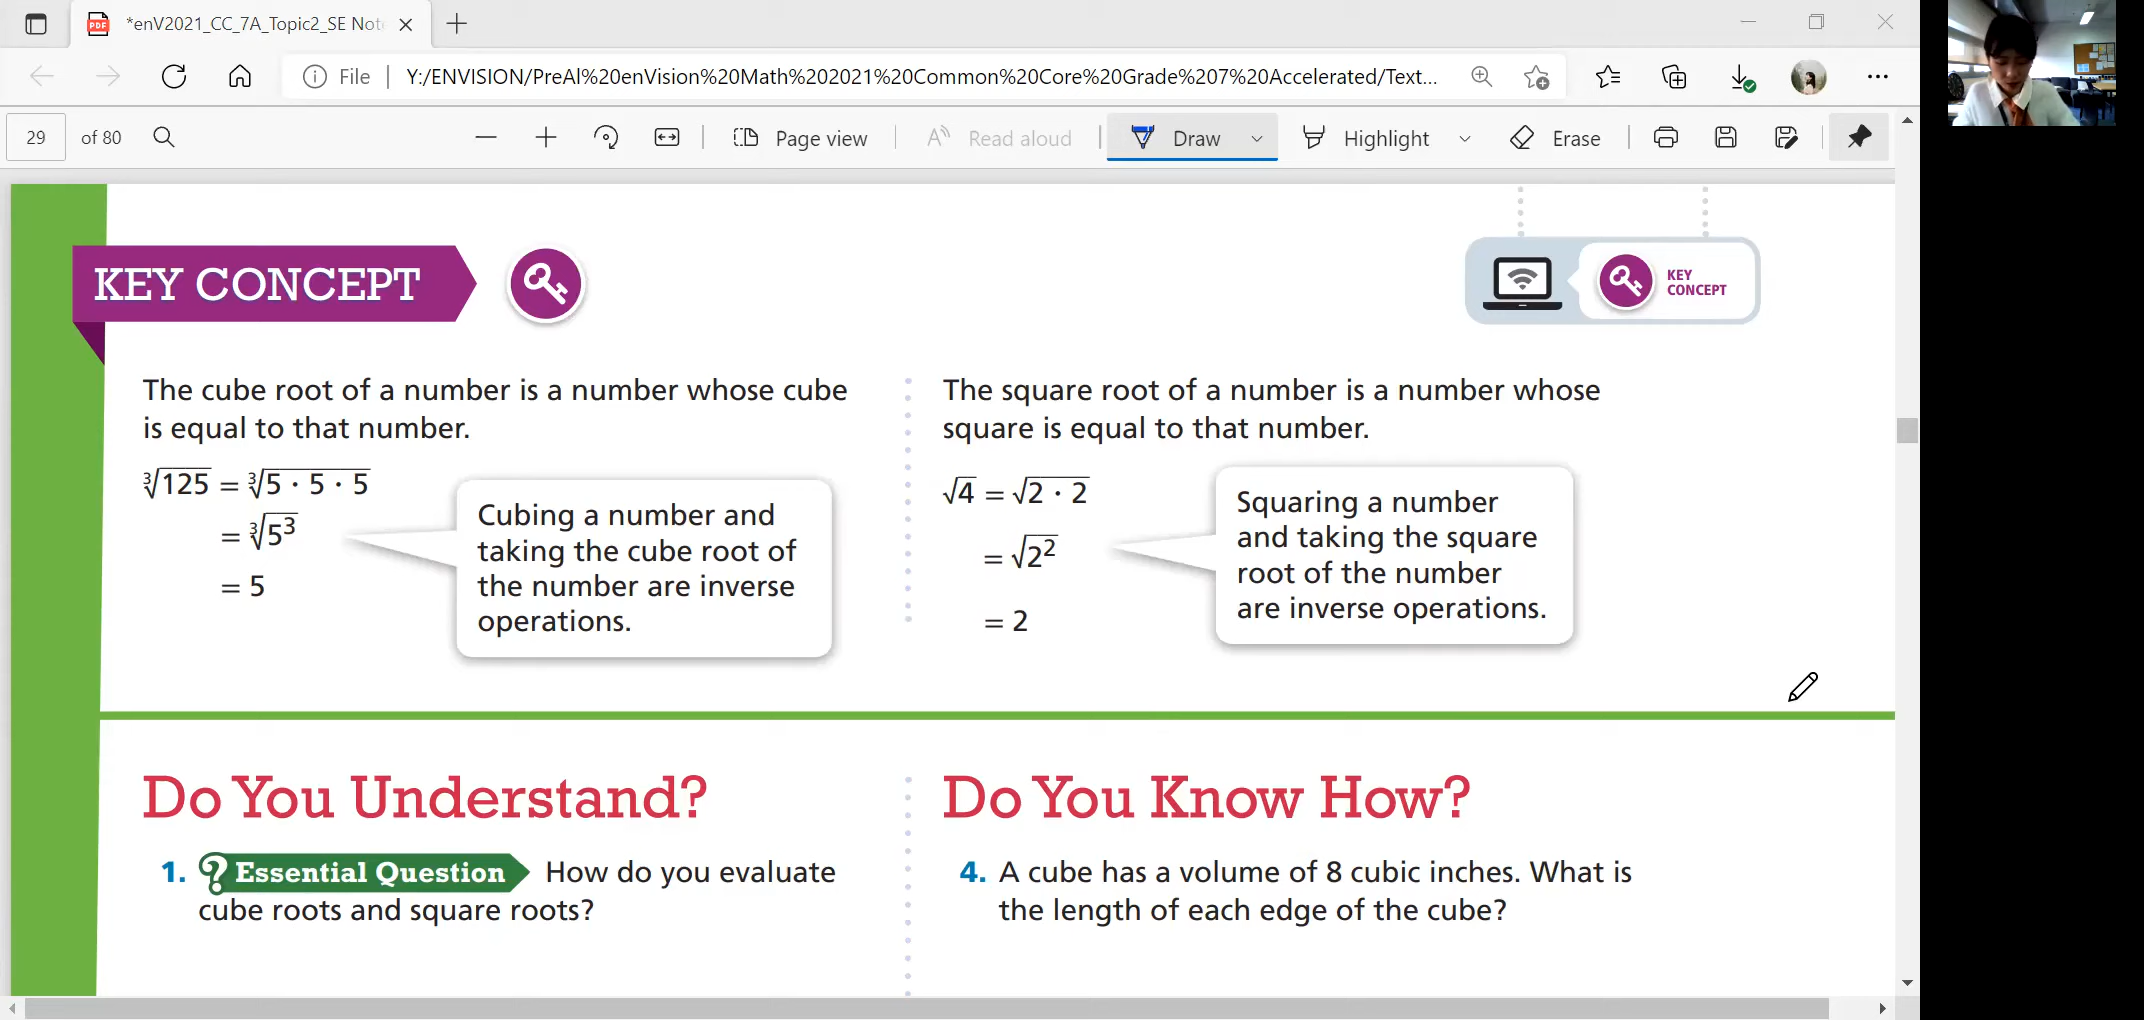 *enV2021_CC_7A_Topic2_SE Not
File
Y:/ENVISION/PreAl%20enVision%20Math%202021%20Common%20Core%20Grade%207%20Accelerated/Text...
29 of 80
Page view
Read aloud
Draw
Highlight
Erase
KEY CONCEPT
KEY
CONCEPT
The cube root of a number is a number whose cube
is equal to that number.
∛125 = ∛5 · 5 · 5
= ∛5³
= 5
Cubing a number and
taking the cube root of
the number are inverse
operations.
The square root of a number is a number whose
square is equal to that number.
√4 = √2 · 2
= √2²
= 2
Squaring a number
and taking the square
root of the number
are inverse operations.
Do You Understand?
1. ? Essential Question How do you evaluate
cube roots and square roots?
Do You Know How?
4. A cube has a volume of 8 cubic inches. What is
the length of each edge of the cube?